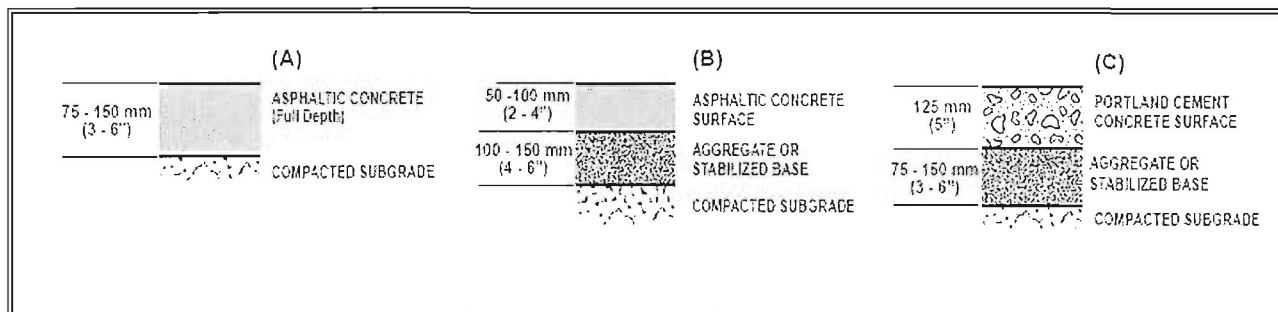 (A)
75 - 150 mm
(3 - 6")
ASPHALTIC CONCRETE
(Full Depth)
COMPACTED SUBGRADE
(B)
50 -100 mm
(2 - 4")
ASPHALTIC CONCRETE
SURFACE
100 - 150 mm
(4 - 6")
AGGREGATE OR
STABILIZED BASE
COMPACTED SUBGRADE
(C)
125 mm
(5")
PORTLAND CEMENT
CONCRETE SURFACE
75 - 150 mm
(3 - 6")
AGGREGATE OR
STABILIZED BASE
COMPACTED SUBGRADE